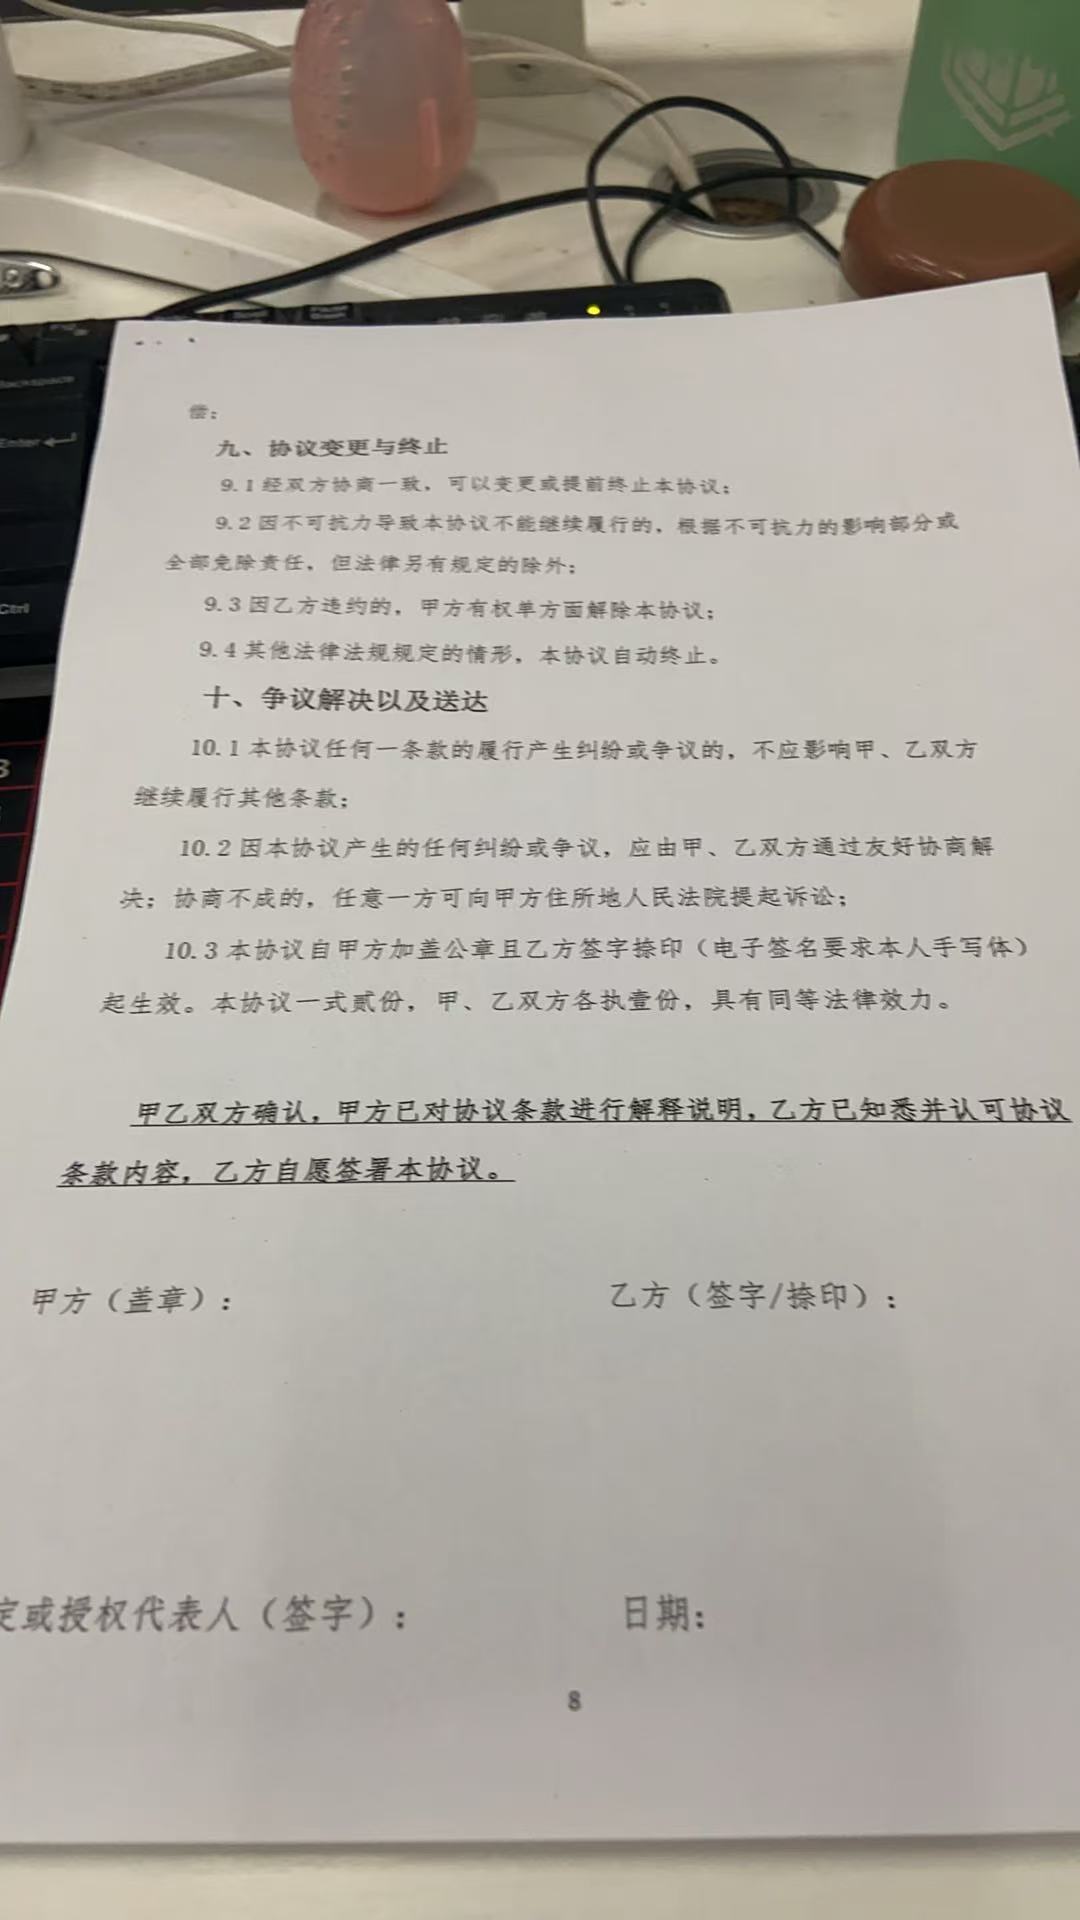 Backspace
Enter
Ctrl
3
偿;
九、协议变更与终止
9.1 经双方协商一致，可以变更或提前终止本协议;
9.2 因不可抗力导致本协议不能继续履行的，根据不可抗力的影响部分或
全部免除责任，但法律另有规定的除外;
9.3 因乙方违约的，甲方有权单方面解除本协议;
9.4 其他法律法规规定的情形，本协议自动终止。
十、争议解决以及送达
10.1 本协议任何一条款的履行产生纠纷或争议的，不应影响甲、乙双方
继续履行其他条款;
10.2 因本协议产生的任何纠纷或争议，应由甲、乙双方通过友好协商解
决; 协商不成的，任意一方可向甲方住所地人民法院提起诉讼;
10.3 本协议自甲方加盖公章且乙方签字捺印（电子签名要求本人手写体）
起生效。本协议一式贰份，甲、乙双方各执壹份，具有同等法律效力。
甲乙双方确认，甲方已对协议条款进行解释说明，乙方已知悉并认可协议
条款内容，乙方自愿签署本协议。
甲方（盖章）:
乙方（签字/捺印）:
定或授权代表人（签字）:
日期:
8